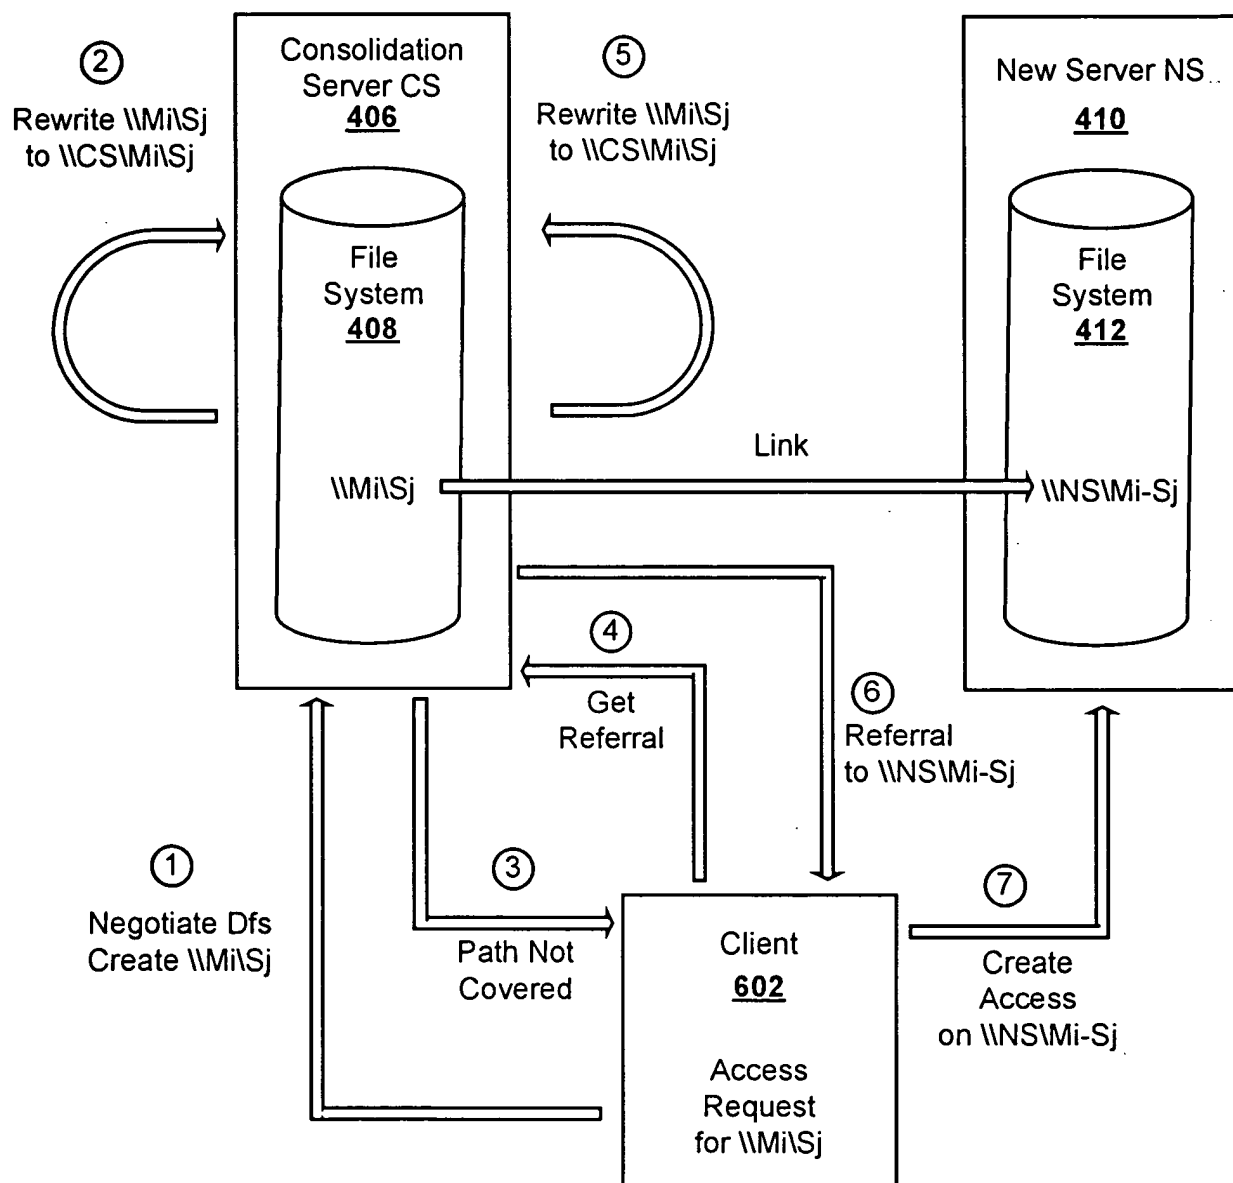 2
Rewrite \\Mi\Sj
to \\CS\Mi\Sj
Consolidation
Server CS
406
5
Rewrite \\Mi\Sj
to \\CS\Mi\Sj
New Server NS
410
File
System
408
File
System
412
Link
\\Mi\Sj
\\NS\Mi-Sj
4
Get
Referral
6
Referral
to \\NS\Mi-Sj
1
Negotiate Dfs
Create \\Mi\Sj
3
Path Not
Covered
Client
602
Access
Request
for \\Mi\Sj
7
Create
Access
on \\NS\Mi-Sj